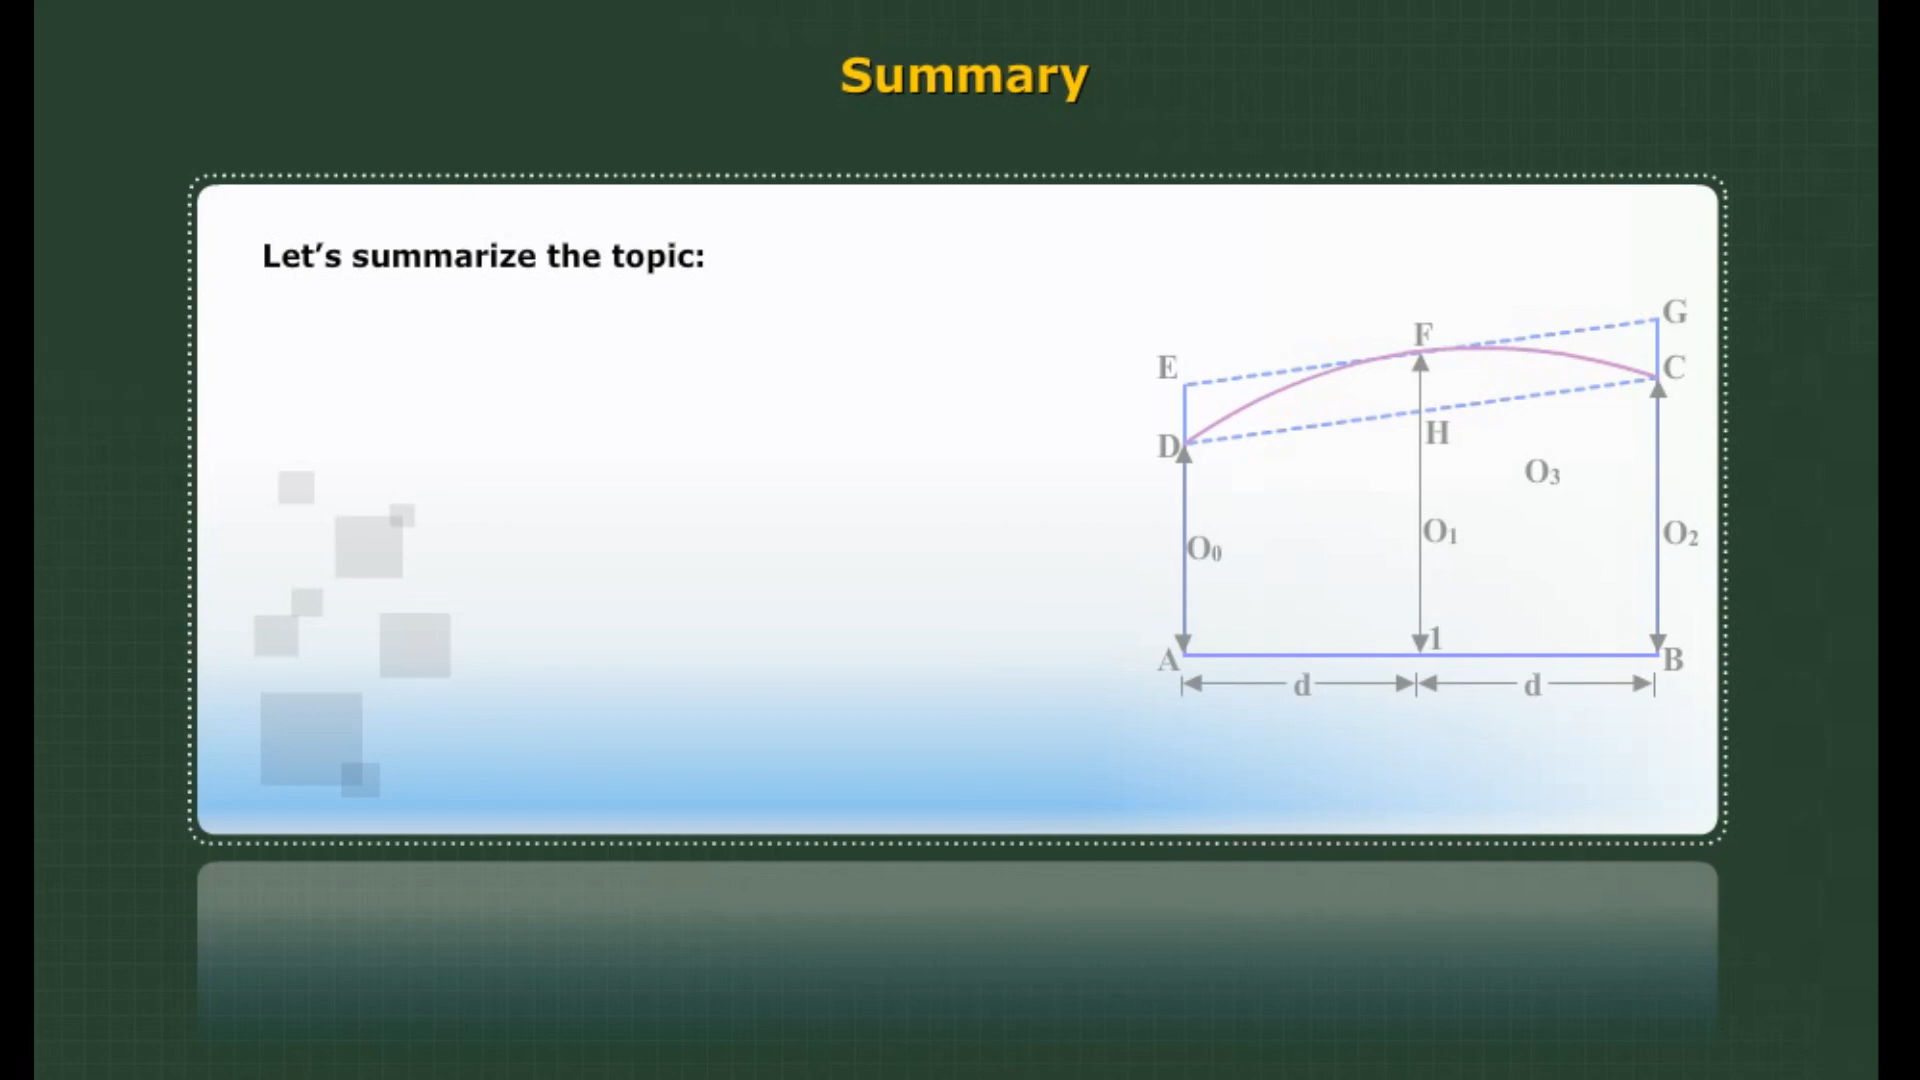 Summary
Let’s summarize the topic:
G
F
E
C
H
D
O₃
O₁
O₂
O₀
1
A
B
d
d